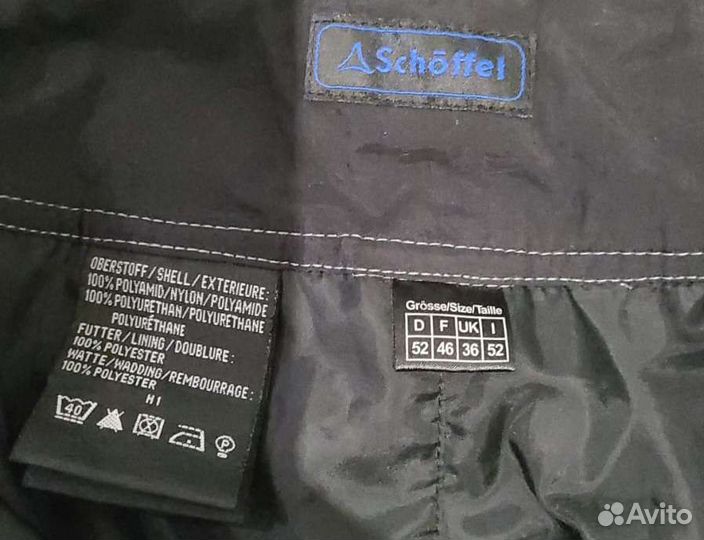 Schöffel
OBERSTOFF/SHELL/EXTERIEURE:
100% POLYAMID/NYLON/POLYAMIDE
100% POLYURETHAN/POLYURETHANE
POLYURÉTHANE
FUTTER/LINING/DOUBLURE:
100% POLYESTER
WATTE/WADDING/REMBOURRAGE:
100% POLYESTER
H1
40
P
Grösse/Size/Taille
D F UK I
52 46 36 52
Avito